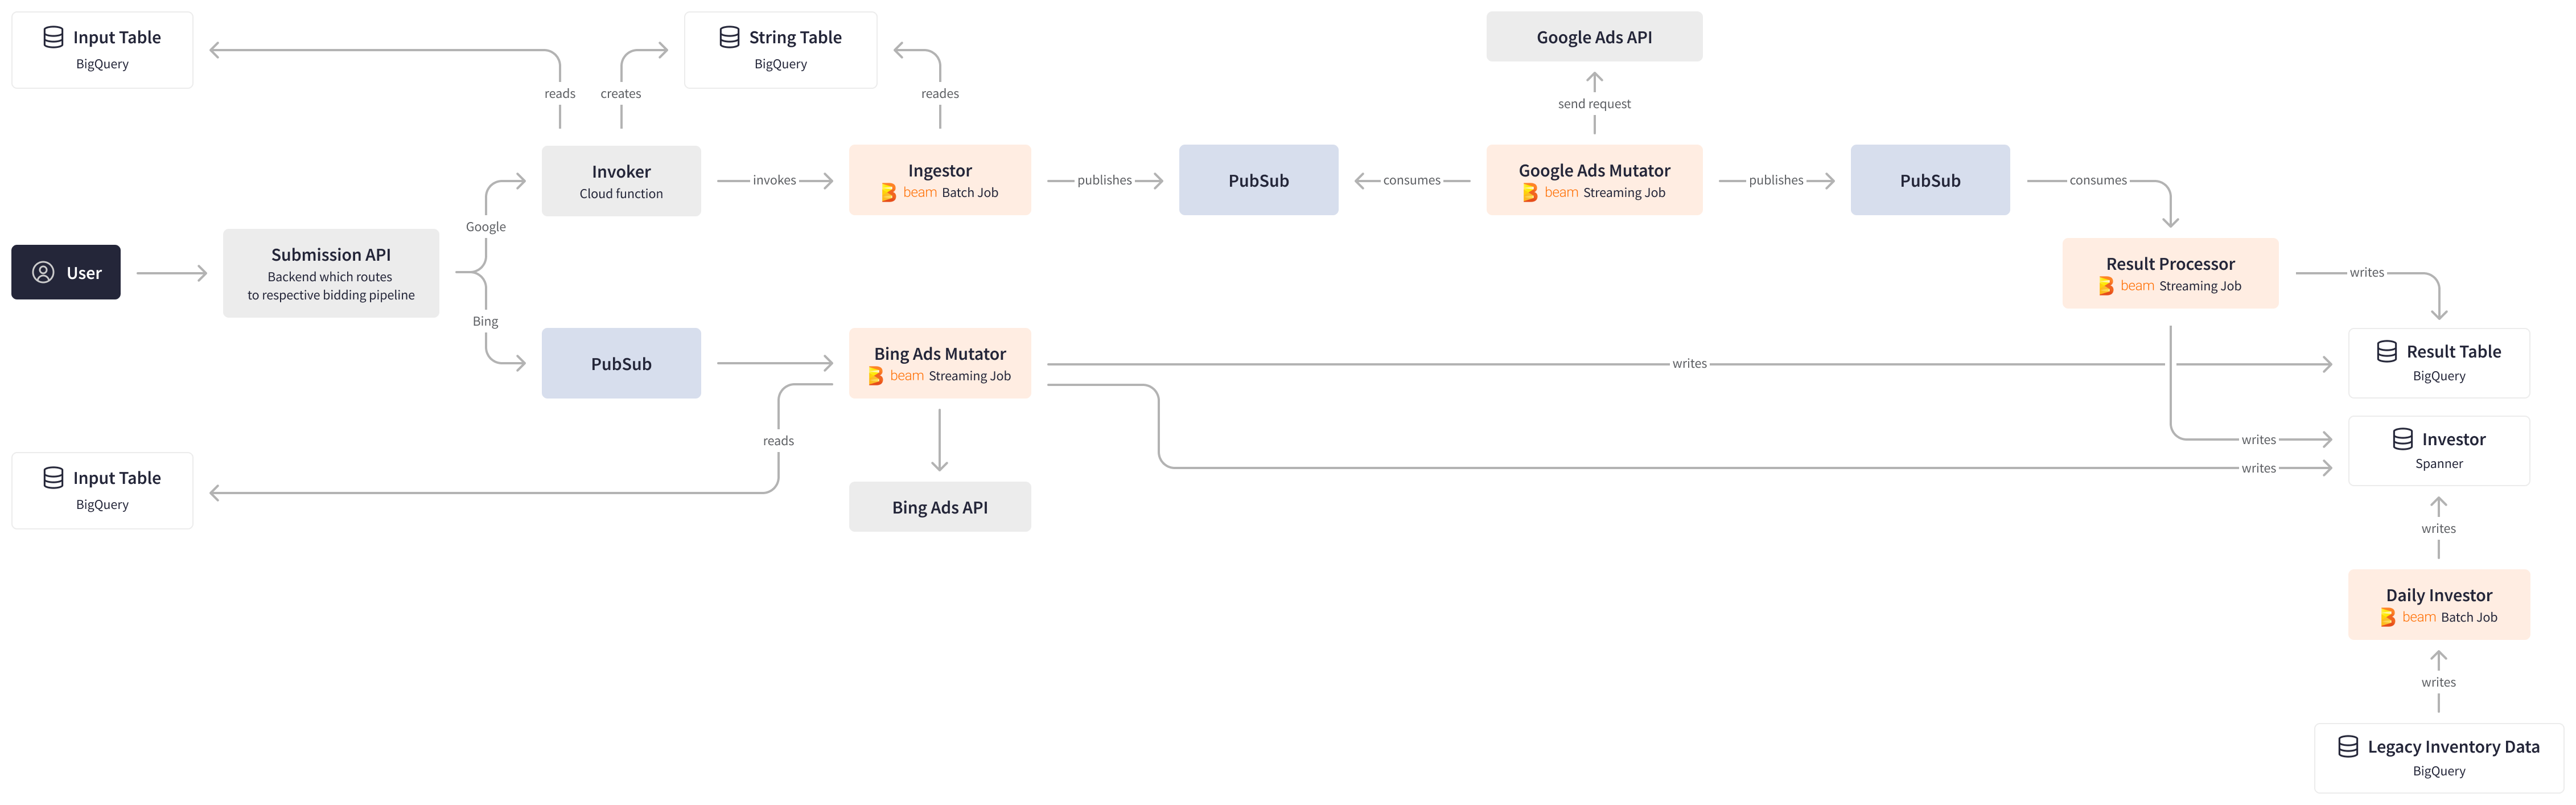 Input Table
BigQuery
String Table
BigQuery
Google Ads API
reads
creates
reades
send request
Invoker
Cloud function
invokes
Ingestor
beam Batch Job
publishes
PubSub
consumes
Google Ads Mutator
beam Streaming Job
publishes
PubSub
consumes
Google
User
Submission API
Backend which routes
to respective bidding pipeline
Result Processor
beam Streaming Job
writes
Bing
PubSub
Bing Ads Mutator
beam Streaming Job
writes
Result Table
BigQuery
reads
writes
Investor
Spanner
writes
Input Table
BigQuery
Bing Ads API
writes
Daily Investor
beam Batch Job
writes
Legacy Inventory Data
BigQuery